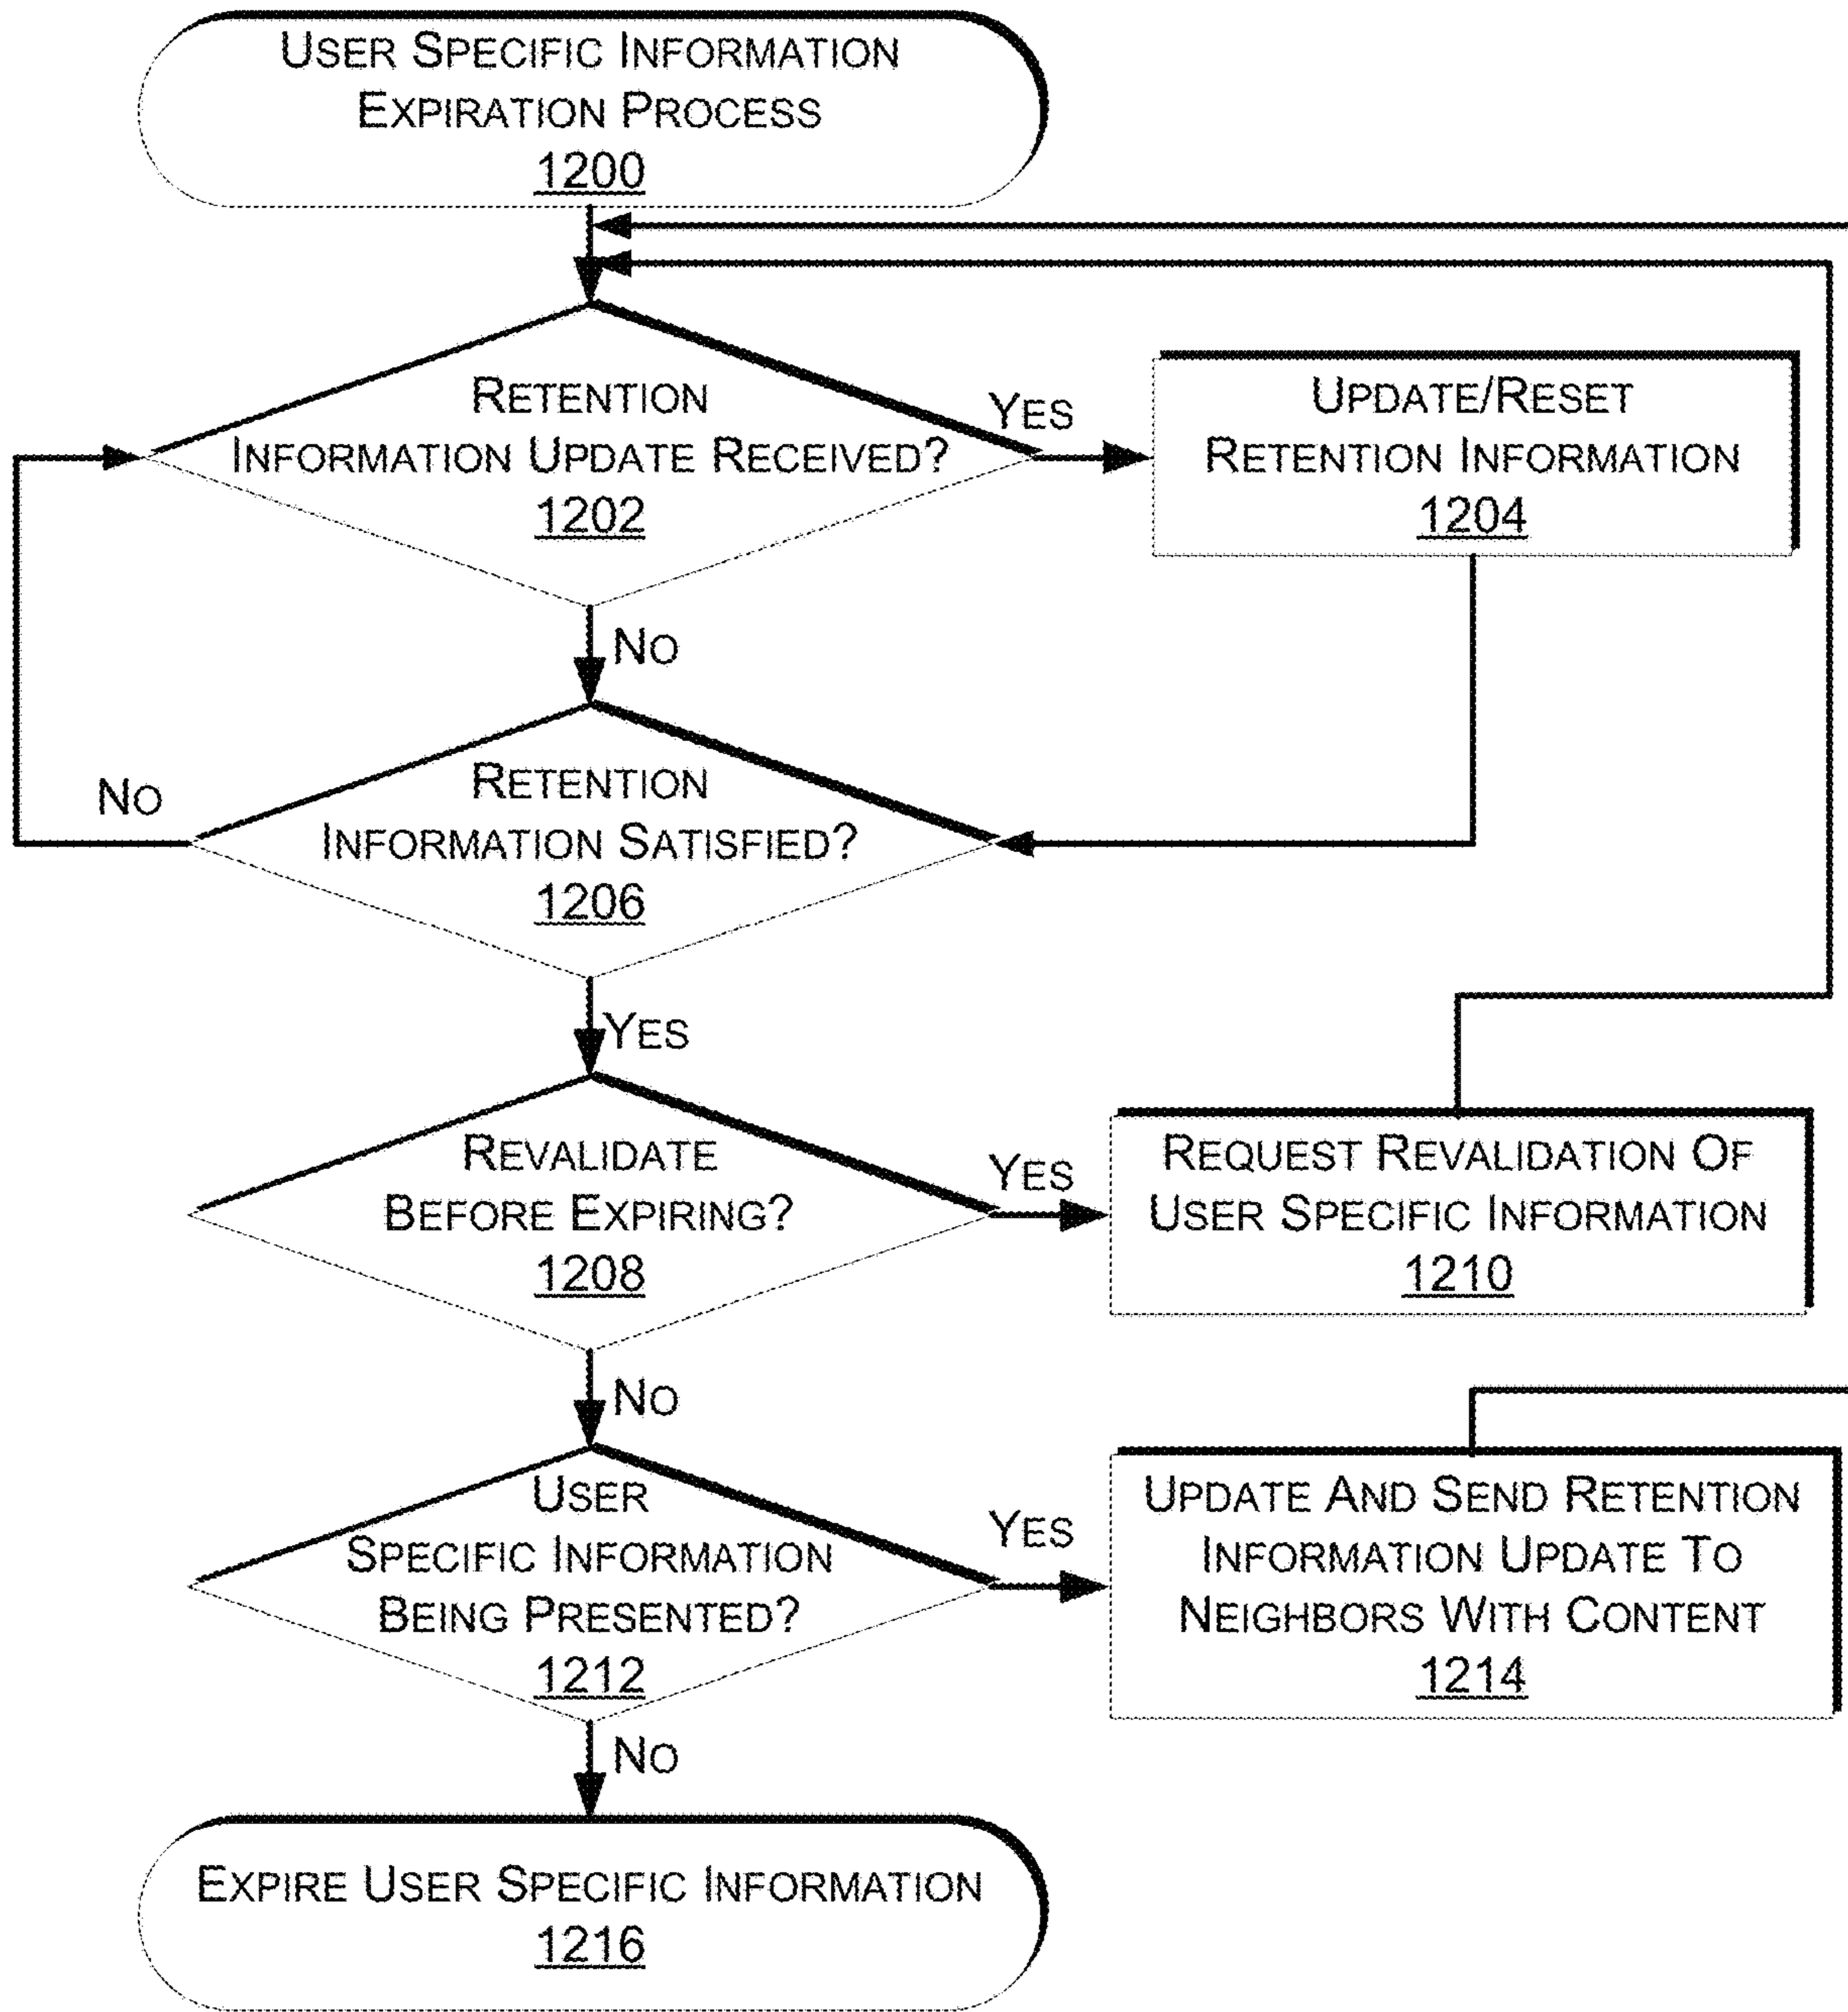 USER SPECIFIC INFORMATION
EXPIRATION PROCESS
1200
RETENTION
INFORMATION UPDATE RECEIVED?
1202
YES
UPDATE/RESET
RETENTION INFORMATION
1204
NO
RETENTION
INFORMATION SATISFIED?
1206
NO
YES
REVALIDATE
BEFORE EXPIRING?
1208
YES
REQUEST REVALIDATION OF
USER SPECIFIC INFORMATION
1210
NO
USER
SPECIFIC INFORMATION
BEING PRESENTED?
1212
YES
UPDATE AND SEND RETENTION
INFORMATION UPDATE TO
NEIGHBORS WITH CONTENT
1214
NO
EXPIRE USER SPECIFIC INFORMATION
1216